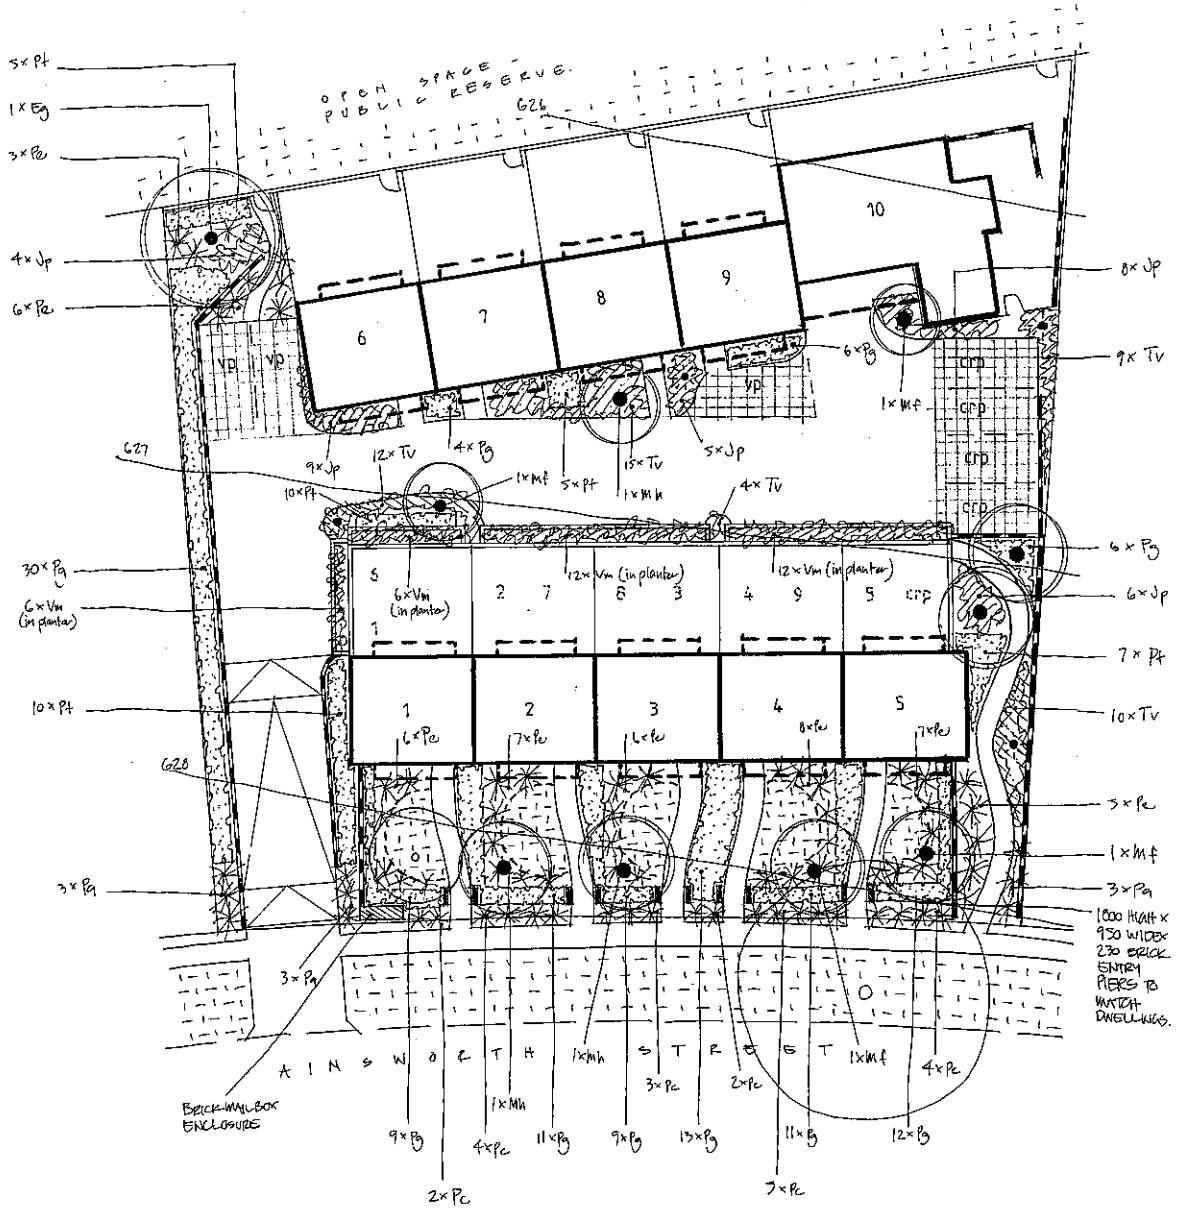 5 × Pt
1 × Eg
3 × Pe
4 × Jp
6 × Pe
OPEN SPACE -
PUBLIC RESERVE.
626
10
9
8
7
6
8 × Jp
9 × Tv
vp
vp
vp
6 × Pg
1 × mf
crp
crp
crp
crp
627
9 × Jp
12 × Tv
10 × Pt
4 × Pg
1 × mf
5 × Pt
15 × Tv
1 × mh
5 × Jp
4 × Tv
30 × Pg
6 × Vm
(in planter)
6 × Vm
(in planter)
12 × Vm (in planter)
12 × Vm (in planter)
S
1
2 7
6 3
4 9
5 crp
6 × Pg
6 × Jp
7 × Pt
10 × Tv
10 × Pt
1
2
3
4
5
6 × Pe
7 × Pe
6 × Pe
8 × Pe
7 × Pe
628
3 × Pe
1 × mf
3 × Pg
3 × Pg
3 × Pg
1800 HIGH ×
950 WIDE ×
230 BRICK
ENTRY
PIERS TO
MATCH
DWELLINGS.
AINSWORTH STREET
1 × mh
1 × mh
1 × mf
3 × Pc
2 × Pc
4 × Pc
BRICK MAILBOX
ENCLOSURE
9 × Pg
4 × Pc
11 × Pg
9 × Pg
13 × Pg
11 × Pg
12 × Pg
2 × Pc
3 × Pc